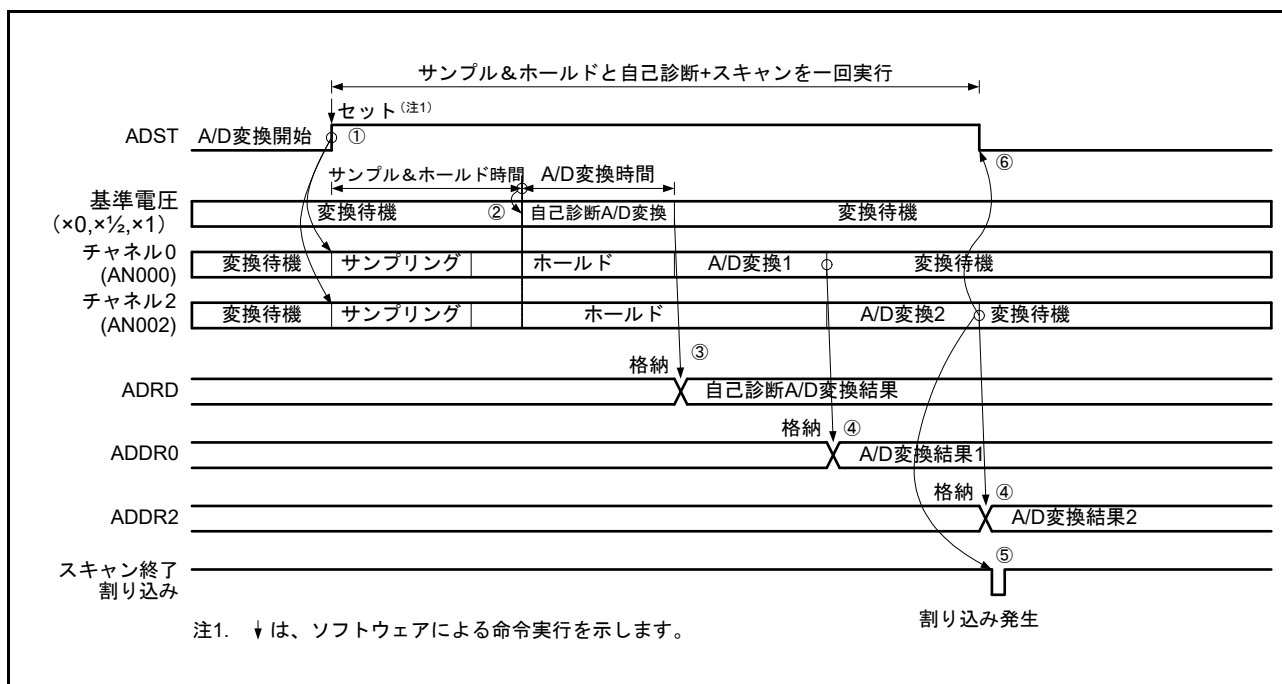 サンプル＆ホールドと自己診断+スキャンを一回実行
セット(注1)
ADST A/D変換開始 ①
⑥
サンプル＆ホールド時間 A/D変換時間
基準電圧
(×0,×½,×1)
変換待機 ② 自己診断A/D変換 変換待機
チャネル0
(AN000)
変換待機 サンプリング ホールド A/D変換1 変換待機
チャネル2
(AN002)
変換待機 サンプリング ホールド A/D変換2 変換待機
格納 ③
ADRD 自己診断A/D変換結果
格納 ④
ADDR0 A/D変換結果1
格納 ④
ADDR2 A/D変換結果2
スキャン終了
割り込み
⑤
割り込み発生
注1. ↓は、ソフトウェアによる命令実行を示します。